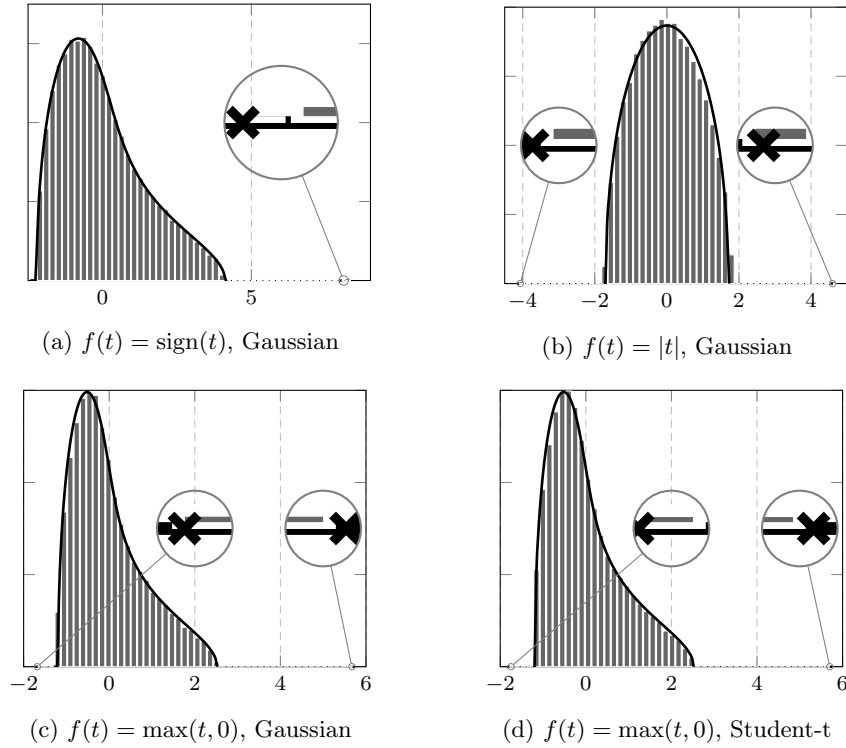 0 5
−4 −2 0 2 4
(a) f(t) = sign(t), Gaussian
(b) f(t) = |t|, Gaussian
−2 0 2 4 6
−2 0 2 4 6
(c) f(t) = max(t, 0), Gaussian
(d) f(t) = max(t, 0), Student-t